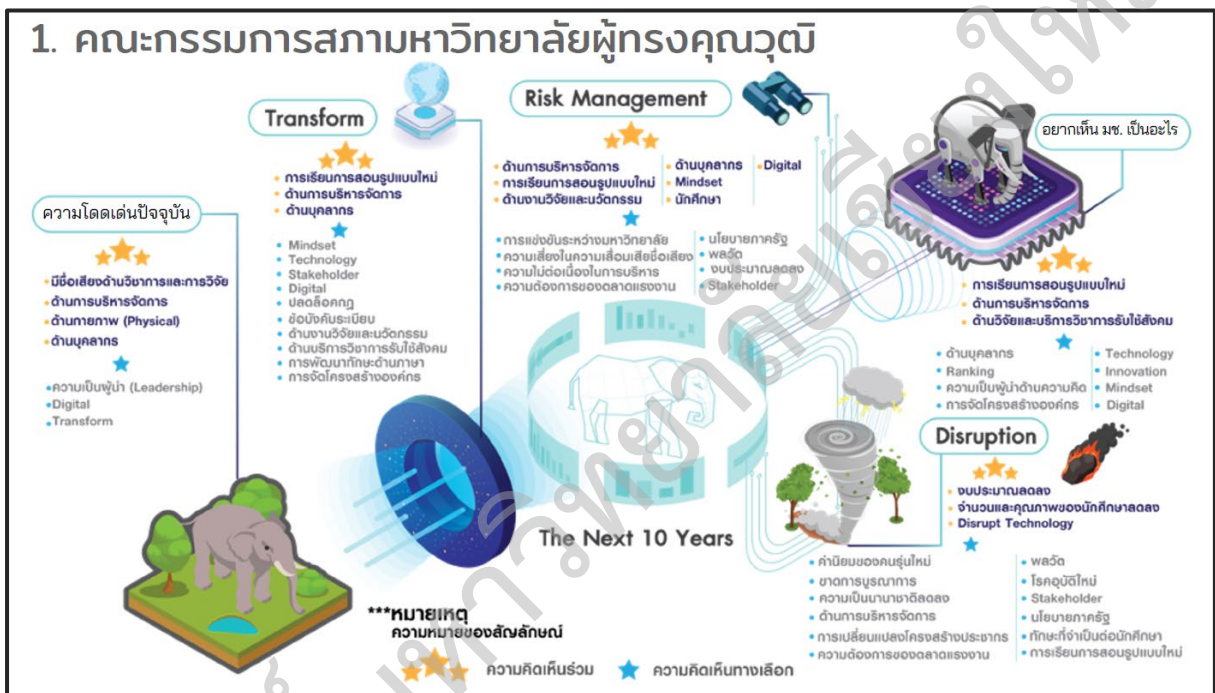 1. คณะกรรมการสภามหาวิทยาลัยผู้ทรงคุณวุฒิ
ความโดดเด่นปัจจุบัน
มีชื่อเสียงด้านวิชาการและการวิจัย
ด้านการบริหารจัดการ
ด้านกายภาพ (Physical)
ด้านบุคลากร
ความเป็นผู้นำ (Leadership)
Digital
Transform
Transform
การเรียนการสอนรูปแบบใหม่
ด้านการบริหารจัดการ
ด้านบุคลากร
Mindset
Technology
Stakeholder
Digital
ปลดล็อคกฎ
ข้อบังคับระเบียบ
ด้านงานวิจัยและนวัตกรรม
ด้านบริการวิชาการรับใช้สังคม
การพัฒนาทักษะด้านภาษา
การจัดโครงสร้างองค์กร
Risk Management
ด้านการบริหารจัดการ
การเรียนการสอนรูปแบบใหม่
ด้านงานวิจัยและนวัตกรรม
ด้านบุคลากร
Mindset
นักศึกษา
Digital
การแข่งขันระหว่างมหาวิทยาลัย
ความเสี่ยงในความเสื่อมเสียชื่อเสียง
ความไม่ต่อเนื่องในการบริหาร
ความต้องการของตลาดแรงงาน
นโยบายภาครัฐ
พลวัต
งบประมาณลดลง
Stakeholder
อยากเห็น มช. เป็นอะไร
การเรียนการสอนรูปแบบใหม่
ด้านการบริหารจัดการ
ด้านวิจัยและบริการวิชาการรับใช้สังคม
ด้านบุคลากร
Ranking
ความเป็นผู้นำด้านความคิด
การจัดโครงสร้างองค์กร
Technology
Innovation
Mindset
Digital
Disruption
งบประมาณลดลง
จำนวนและคุณภาพของนักศึกษาลดลง
Disrupt Technology
ค่านิยมของคนรุ่นใหม่
ขาดการบูรณาการ
ความเป็นนานาชาติลดลง
ด้านการบริหารจัดการ
การเปลี่ยนแปลงโครงสร้างประชากร
ความต้องการของตลาดแรงงาน
พลวัต
โรคอุบัติใหม่
Stakeholder
นโยบายภาครัฐ
ทักษะที่จำเป็นต่อนักศึกษา
การเรียนการสอนรูปแบบใหม่
The Next 10 Years
***หมายเหตุ
ความหมายของสัญลักษณ์
ความคิดเห็นร่วม
ความคิดเห็นทางเลือก